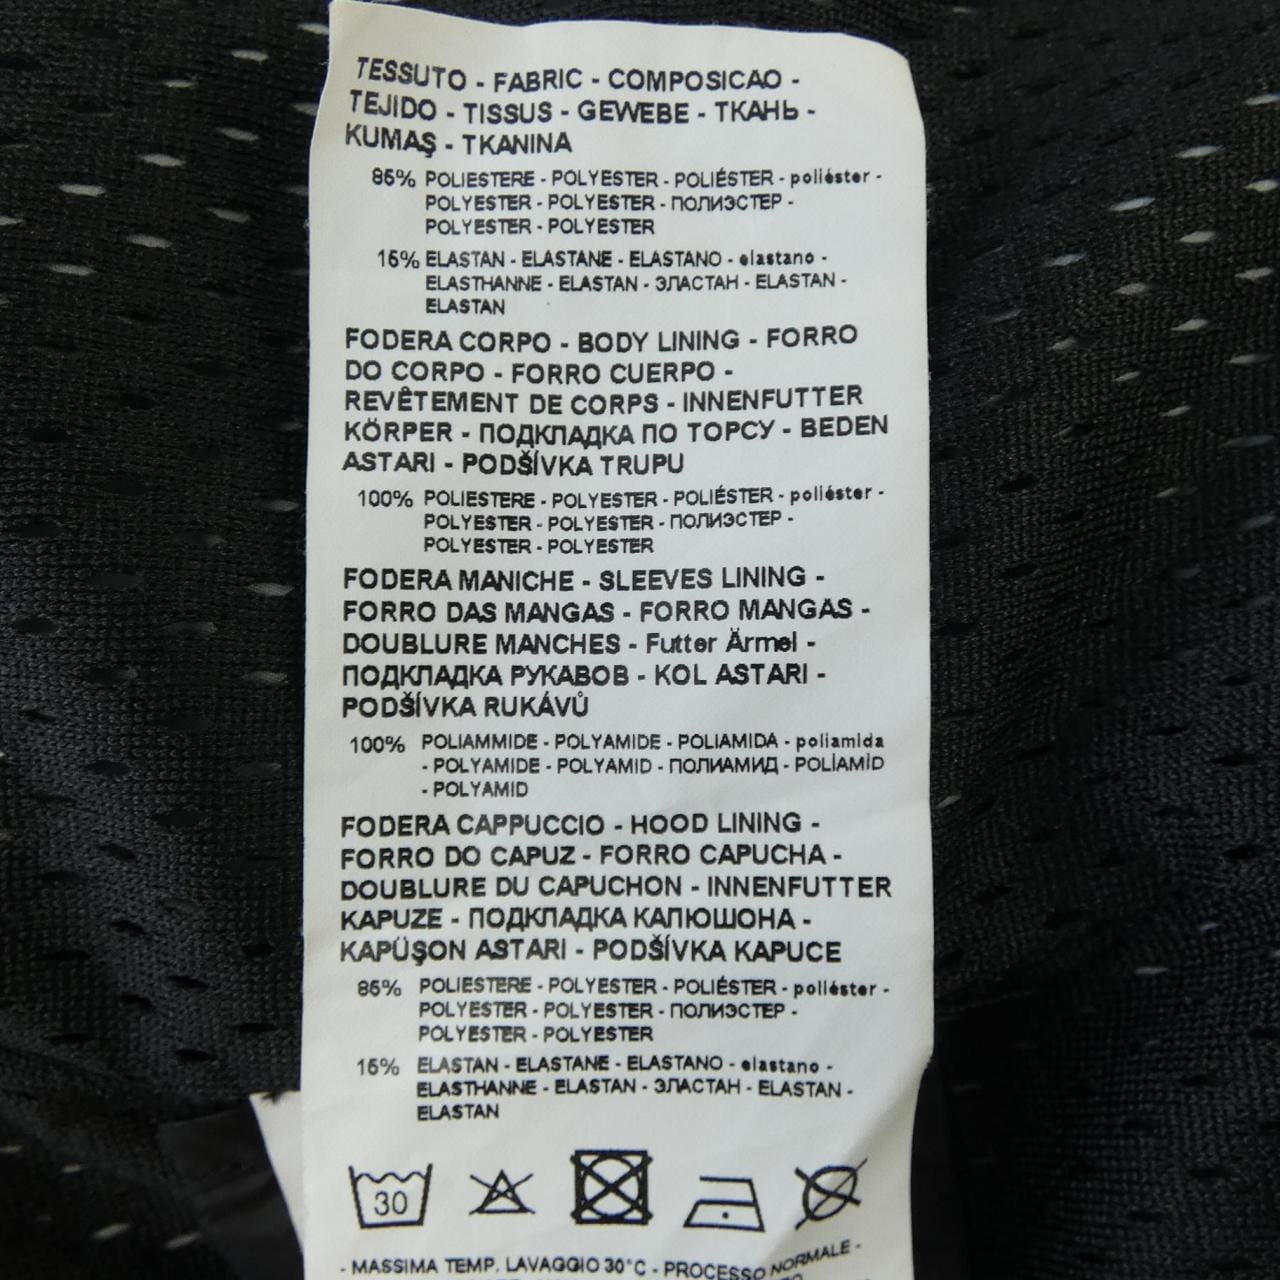 TESSUTO - FABRIC - COMPOSICAO -
TEJIDO - TISSUS - GEWEBE - ТКАНЬ -
KUMAŞ - TKANINA
85% POLIESTERE - POLYESTER - POLIÉSTER - poliéster -
POLYESTER - POLYESTER - ПОЛИЭСТЕР -
POLYESTER - POLYESTER
15% ELASTAN - ELASTANE - ELASTANO - elastano -
ELASTHANNE - ELASTAN - ЭЛАСТАН - ELASTAN -
ELASTAN
FODERA CORPO - BODY LINING - FORRO
DO CORPO - FORRO CUERPO -
REVÊTEMENT DE CORPS - INNENFUTTER
KÖRPER - ПОДКЛАДКА ПО ТОРСУ - BEDEN
ASTARI - PODŠÍVKA TRUPU
100% POLIESTERE - POLYESTER - POLIÉSTER - poliéster -
POLYESTER - POLYESTER - ПОЛИЭСТЕР -
POLYESTER - POLYESTER
FODERA MANICHE - SLEEVES LINING -
FORRO DAS MANGAS - FORRO MANGAS -
DOUBLURE MANCHES - Futter Ärmel -
ПОДКЛАДКА РУКАВОВ - KOL ASTARI -
PODŠÍVKA RUKÁVŮ
100% POLIAMMIDE - POLYAMIDE - POLIAMIDA - poliamida
- POLYAMIDE - POLYAMID - ПОЛИАМИД - POLİAMİD
- POLYAMID
FODERA CAPPUCCIO - HOOD LINING -
FORRO DO CAPUZ - FORRO CAPUCHA -
DOUBLURE DU CAPUCHON - INNENFUTTER
KAPUZE - ПОДКЛАДКА КАПЮШОНА -
KAPÜŞON ASTARI - PODŠÍVKA KAPUCE
85% POLIESTERE - POLYESTER - POLIÉSTER - poliéster -
POLYESTER - POLYESTER - ПОЛИЭСТЕР -
POLYESTER - POLYESTER
15% ELASTAN - ELASTANE - ELASTANO - elastano -
ELASTHANNE - ELASTAN - ЭЛАСТАН - ELASTAN -
ELASTAN
30
- MASSIMA TEMP. LAVAGGIO 30°C - PROCESSO NORMALE -